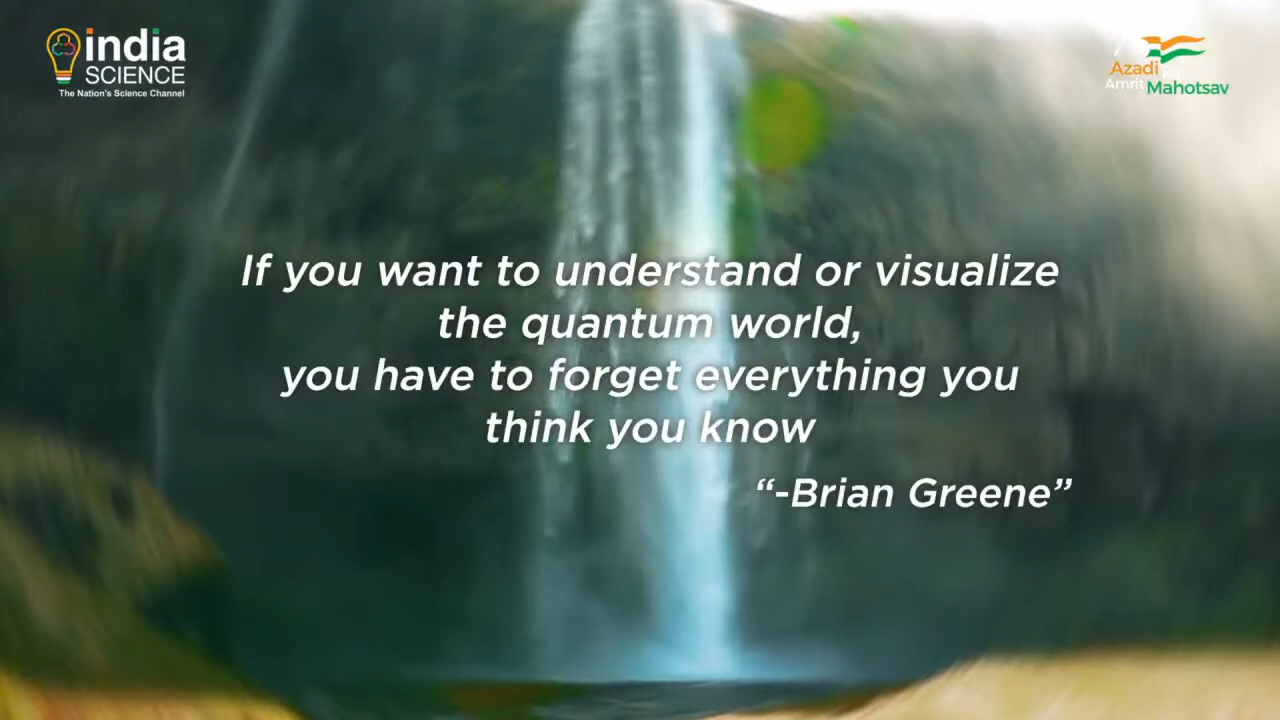 india
SCIENCE
The Nation's Science Channel
Azadi
Amrit
Mahotsav
If you want to understand or visualize
the quantum world,
you have to forget everything you
think you know
“-Brian Greene”